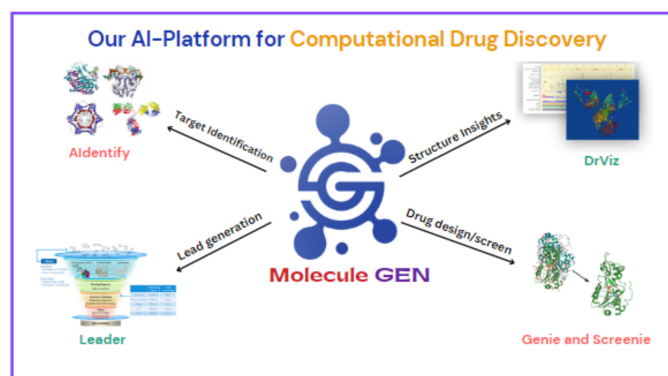 Our AI-Platform for Computational Drug Discovery
Target Identification
AIdentify
Structure Insights
DrViz
Lead generation
Leader
Drug design/screen
Genie and Screenie
Molecule GEN